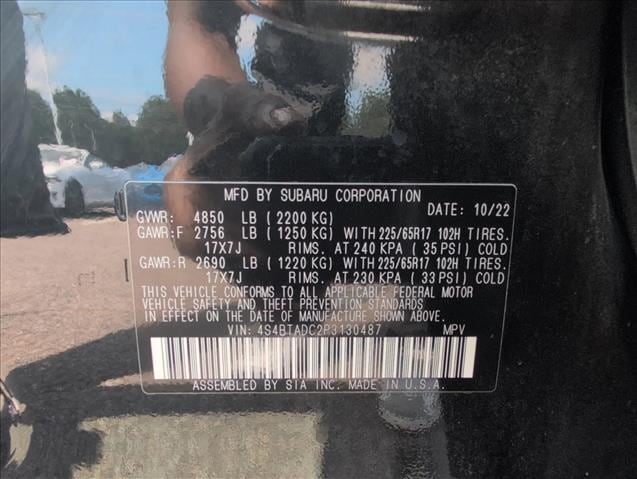 MFD BY SUBARU CORPORATION
GVWR: 4850 LB ( 2200 KG) DATE: 10/22
GAWR:F 2756 LB ( 1250 KG) WITH 225/65R17 102H TIRES.
17X7J RIMS. AT 240 KPA ( 35 PSI) COLD
GAWR:R 2690 LB ( 1220 KG) WITH 225/65R17 102H TIRES.
17X7J RIMS. AT 230 KPA ( 33 PSI) COLD
THIS VEHICLE CONFORMS TO ALL APPLICABLE FEDERAL MOTOR
VEHICLE SAFETY AND THEFT PREVENTION STANDARDS
IN EFFECT ON THE DATE OF MANUFACTURE SHOWN ABOVE.
VIN: 4S4BTADC2P3130487 MPV
ASSEMBLED BY SIA INC. MADE IN U.S.A.